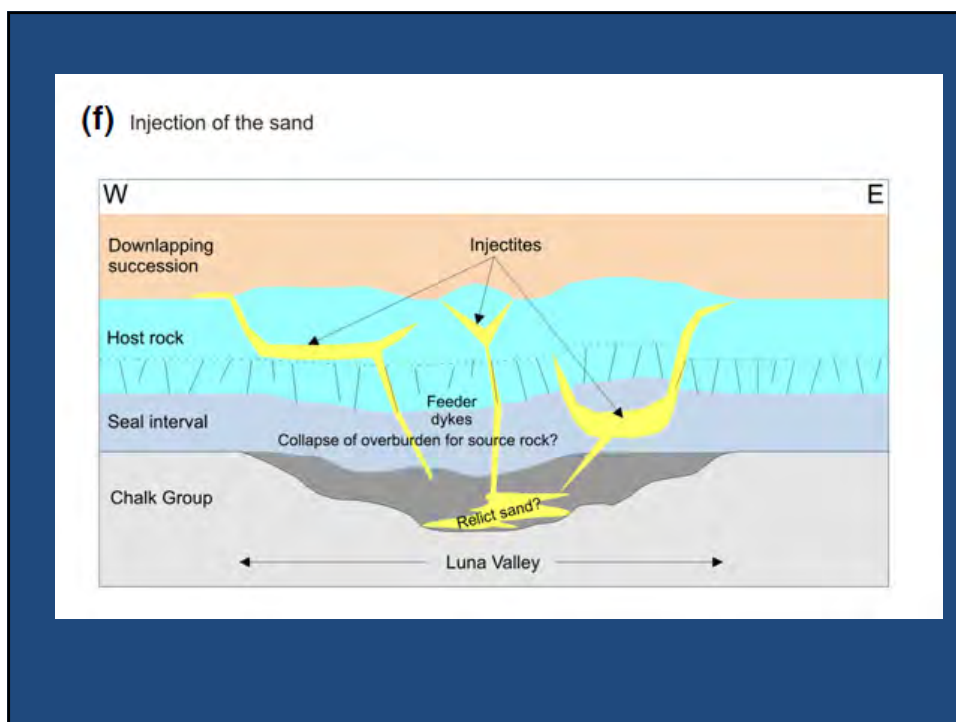 (f) Injection of the sand
W E
Downlapping
succession
Injectites
Host rock
Feeder
dykes
Seal interval
Collapse of overburden for source rock?
Chalk Group
Relict sand?
Luna Valley